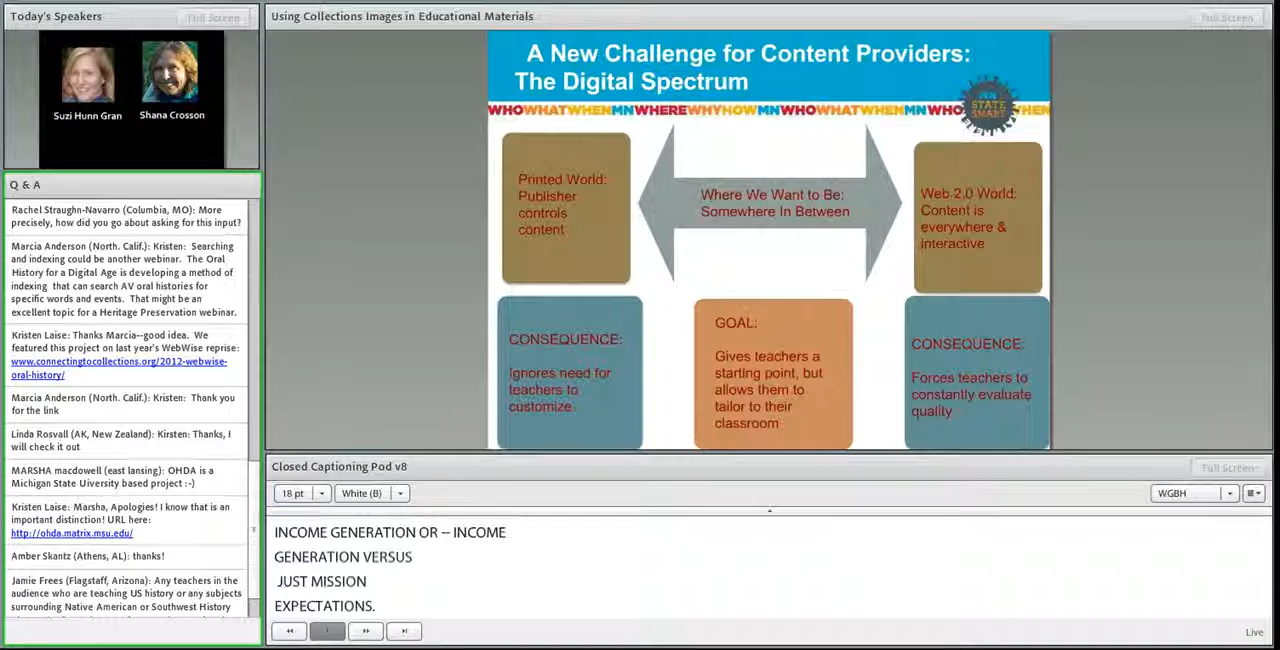 Today's Speakers
Full Screen
Suzi Hunn Gran
Shana Crosson
Q & A
Rachel Straughn-Navarro (Columbia, MO): More
precisely, how did you go about asking for this input?
Marcia Anderson (North. Calif.): Kristen: Searching
and indexing could be another webinar. The Oral
History for a Digital Age is developing a method of
indexing that can search AV oral histories for
specific words and events. That might be an
excellent topic for a Heritage Preservation webinar.
Kristen Laise: Thanks Marcia--good idea. We
featured this project on last year's WebWise reprise:
www.connectingtocollections.org/2012-webwise-
oral-history/
Marcia Anderson (North. Calif.): Kristen: Thank you
for the link
Linda Rosvall (AK, New Zealand): Kirsten: Thanks, I
will check it out
MARSHA macdowell (east lansing): OHDA is a
Michigan State Uiversity based project :-)
Kristen Laise: Marsha, Apologies! I know that is an
important distinction! URL here:
http://ohda.matrix.msu.edu/
Amber Skantz (Athens, AL): thanks!
Jamie Frees (Flagstaff, Arizona): Any teachers in the
audience who are teaching US history or any subjects
surrounding Native American or Southwest History
Using Collections Images in Educational Materials
Full Screen
A New Challenge for Content Providers:
The Digital Spectrum
WHOWHATWHENMNWHEREWHYHOWMNWHOWHATWHENMNWHO
STATE
SMART
Printed World:
Publisher
controls
content
Where We Want to Be:
Somewhere In Between
Web 2.0 World:
Content is
everywhere &
interactive
CONSEQUENCE:
Ignores need for
teachers to
customize
GOAL:
Gives teachers a
starting point, but
allows them to
tailor to their
classroom
CONSEQUENCE:
Forces teachers to
constantly evaluate
quality
Closed Captioning Pod v8
Full Screen
18 pt
White (B)
WGBH
INCOME GENERATION OR -- INCOME
GENERATION VERSUS
JUST MISSION
EXPECTATIONS.
Live